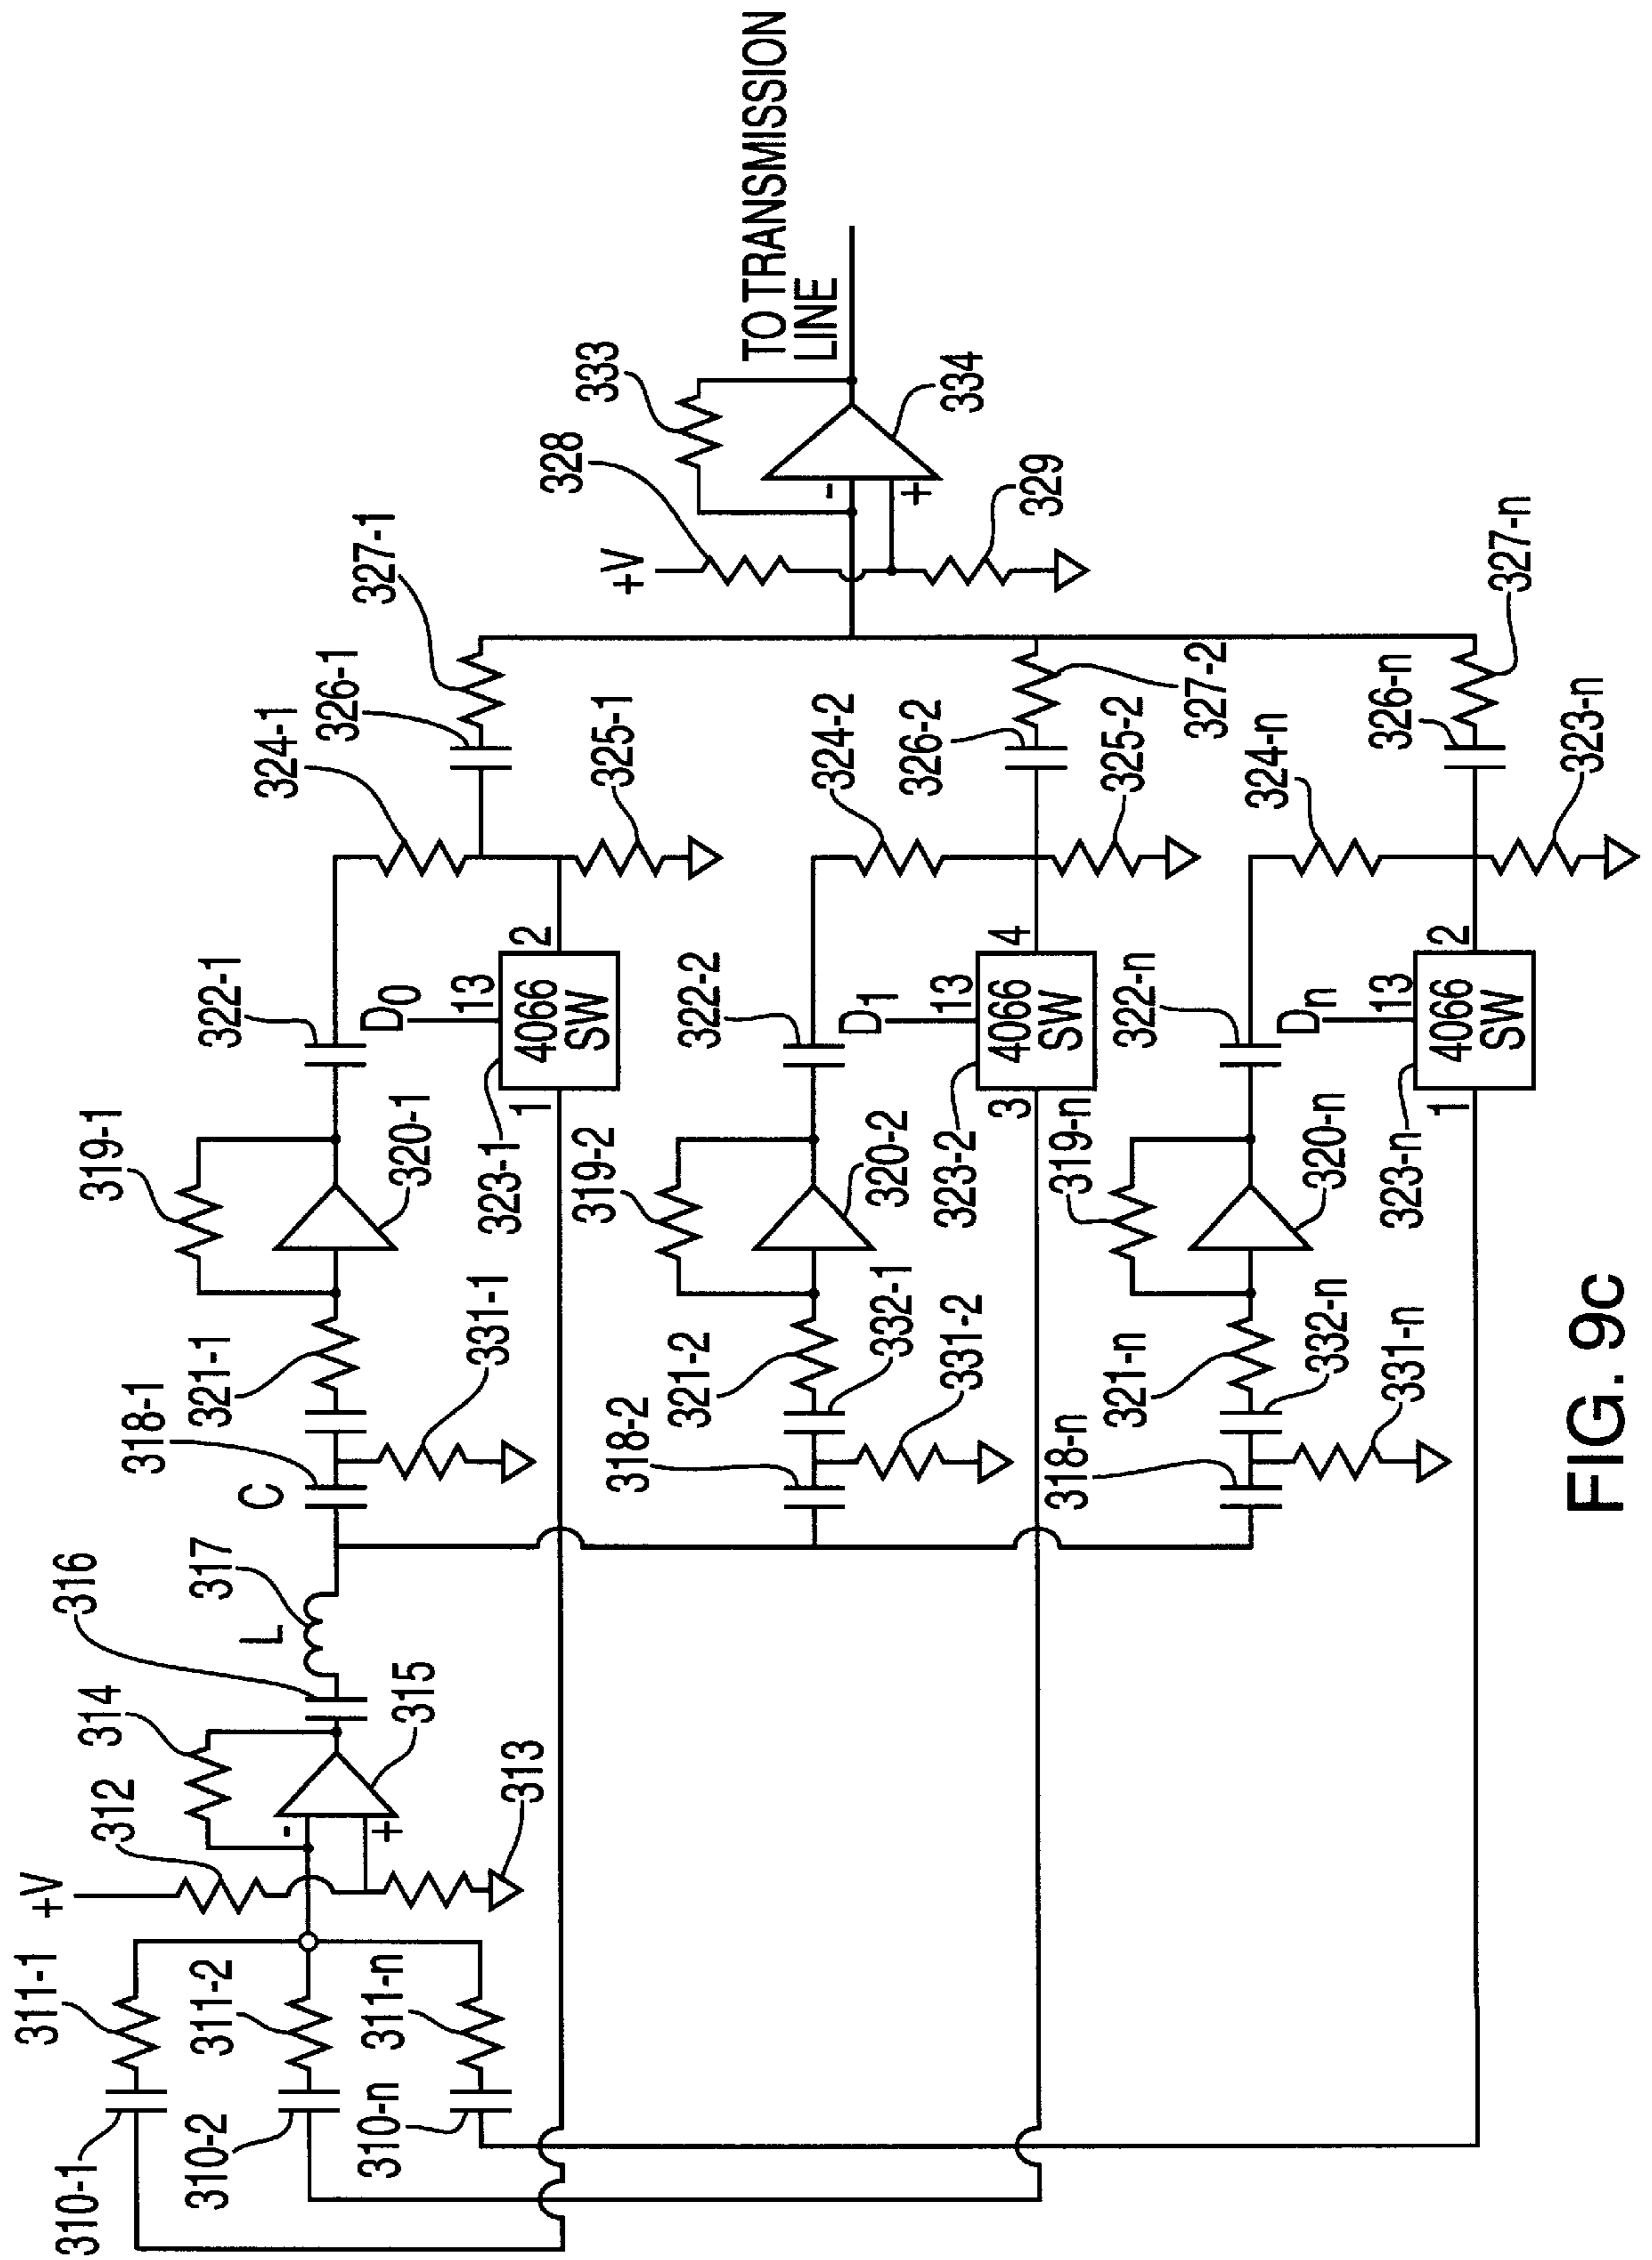 310-1
311-1
310-2
311-2
310-n
311-n
+V
312
313
-
+
314
315
316
L
317
C
318-1
321-1
331-1
319-1
320-1
322-1
D0
13
323-1
1
4066
SW
2
324-1
325-1
326-1
327-1
318-2
321-2
332-1
331-2
319-2
320-2
322-2
D1
13
323-2
3
4066
SW
4
324-2
325-2
326-2
327-2
318-n
321-n
332-n
331-n
319-n
320-n
322-n
Dn
13
323-n
1
4066
SW
2
324-n
323-n
326-n
327-n
+V
328
329
-
+
333
334
TO TRANSMISSION
LINE
FIG. 9c